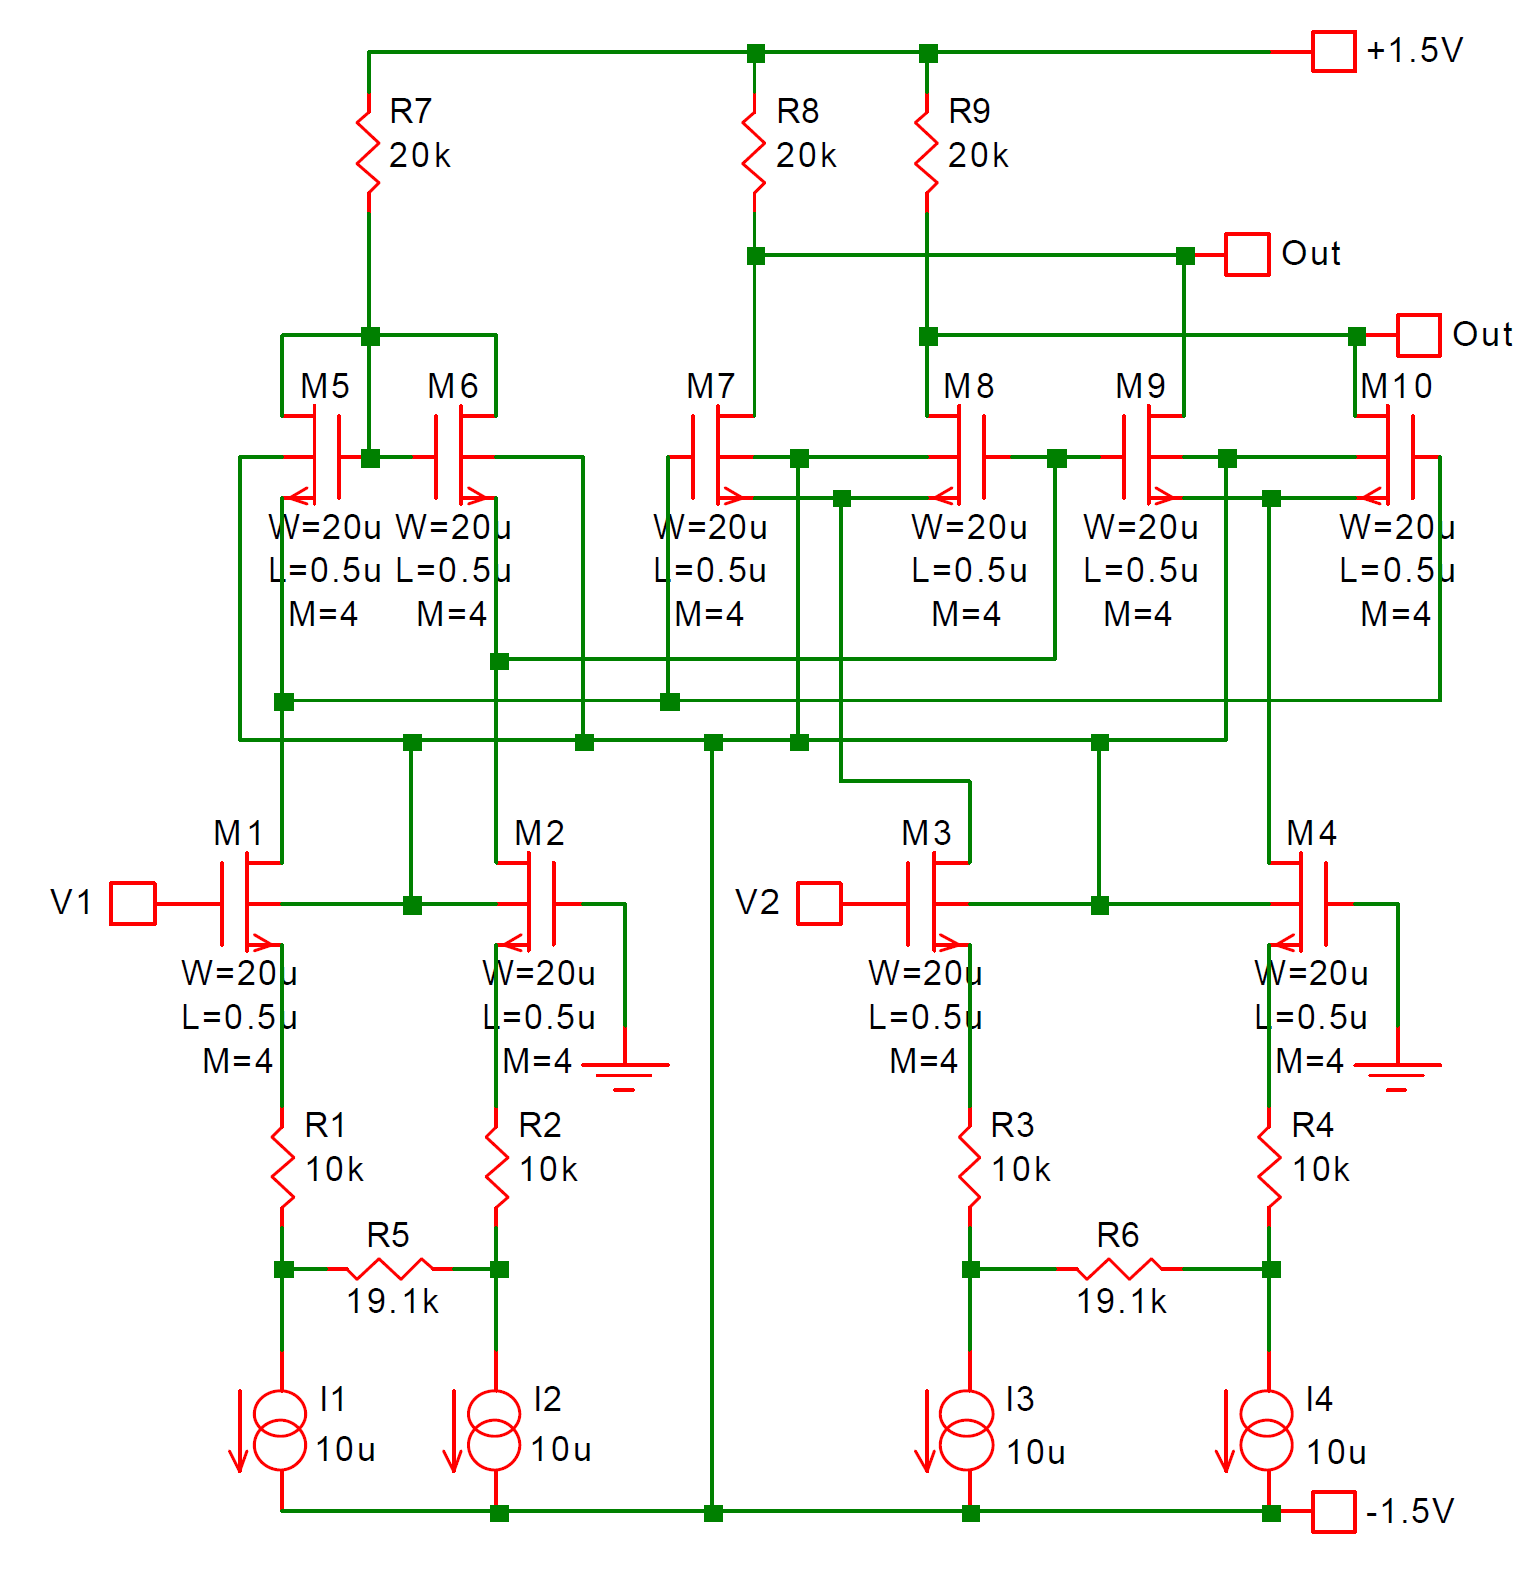 +1.5V
R7
20k
R8
20k
R9
20k
Out
Out
M5
M6
M7
M8
M9
M10
W=20u
L=0.5u
M=4
W=20u
L=0.5u
M=4
W=20u
L=0.5u
M=4
W=20u
L=0.5u
M=4
W=20u
L=0.5u
M=4
W=20u
L=0.5u
M=4
M1
M2
M3
M4
V1
V2
W=20u
L=0.5u
M=4
W=20u
L=0.5u
M=4
W=20u
L=0.5u
M=4
W=20u
L=0.5u
M=4
R1
10k
R2
10k
R3
10k
R4
10k
R5
19.1k
R6
19.1k
I1
10u
I2
10u
I3
10u
I4
10u
-1.5V